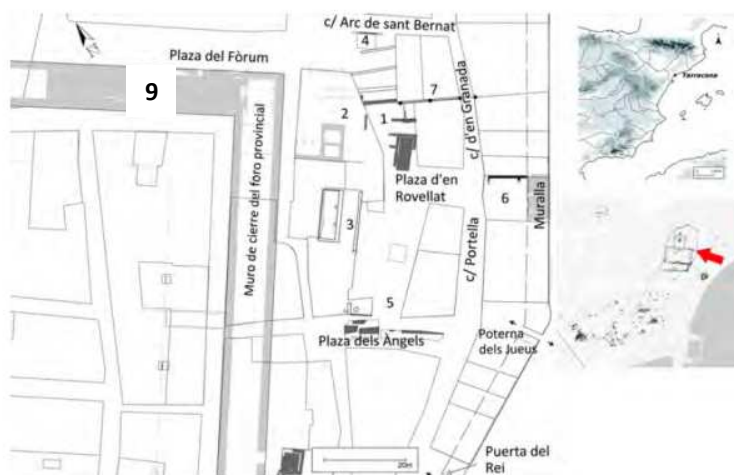 c/ Arc de sant Bernat
4
Plaza del Fòrum
9
7
2
1
c/ d'en Granada
Muro de cierre del foro provincial
Plaza d'en
Rovellat
6
Muralla
3
c/ Portella
5
Plaza dels Àngels
Poterna
dels Jueus
Puerta del
Rei
20m
Tarracona